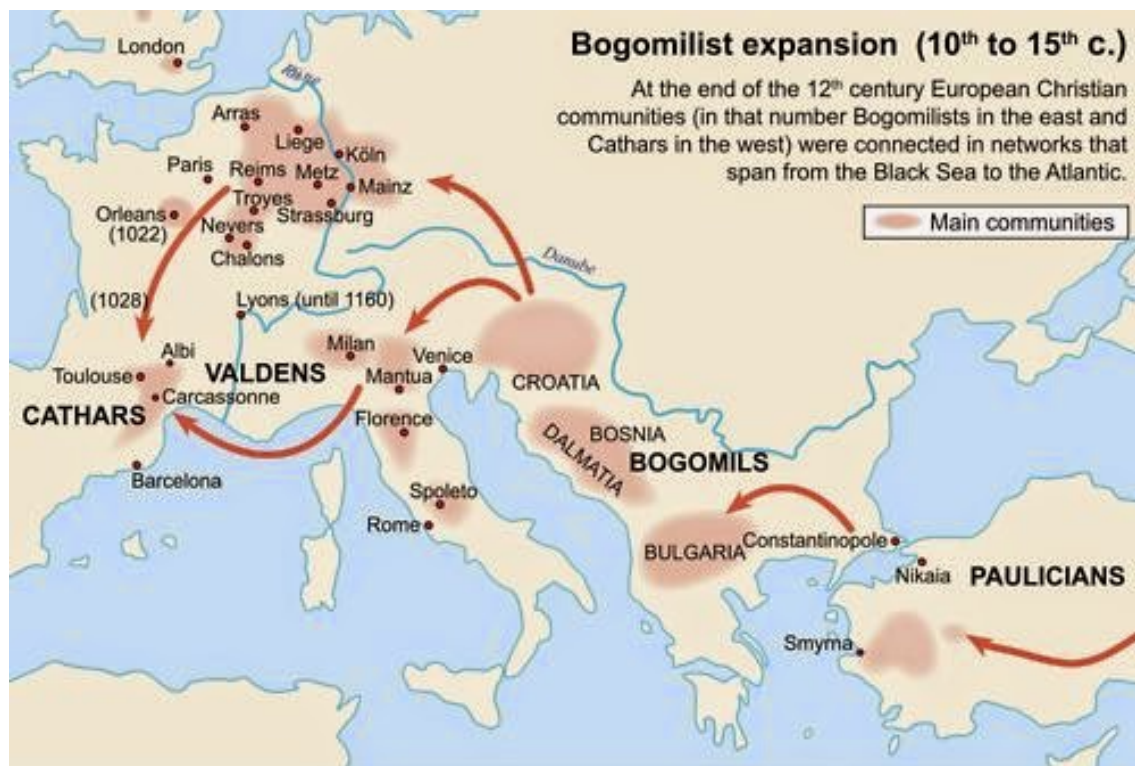 Bogomilist expansion (10th to 15th c.)
At the end of the 12th century European Christian
communities (in that number Bogomilists in the east and
Cathars in the west) were connected in networks that
span from the Black Sea to the Atlantic.
Main communities
London
Rhine
Arras
Liege
Köln
Paris
Reims
Metz
Mainz
Troyes
Strassburg
Orleans
(1022)
Nevers
Chalons
Danube
(1028)
Lyons (until 1160)
Albi
Milan
Venice
Toulouse
VALDENS
Mantua
CROATIA
Carcassonne
CATHARS
Florence
BOSNIA
DALMATIA
BOGOMILS
Barcelona
Spoleto
Rome
BULGARIA
Constantinopole
Nikaia
PAULICIANS
Smyrna